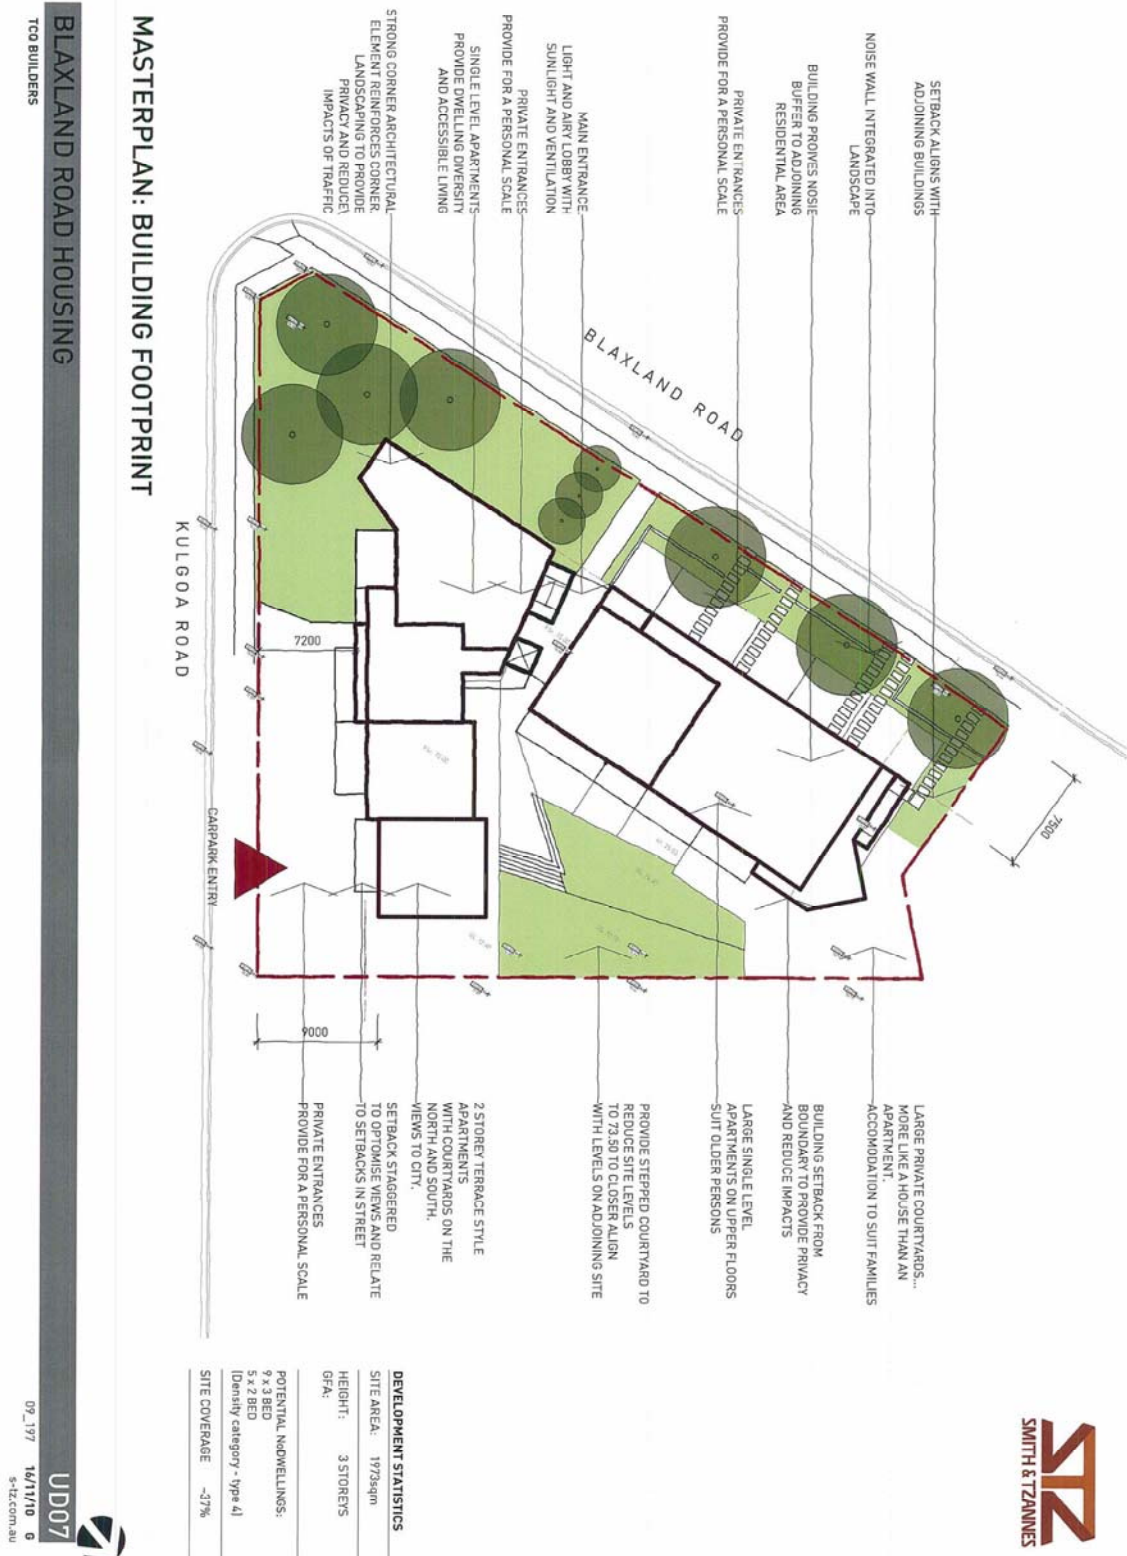 MASTERPLAN: BUILDING FOOTPRINT
STZ
SMITH & TZANNES
STRONG CORNER ARCHITECTURAL
ELEMENT REINFORCES CORNER.
LANDSCAPING TO PROVIDE
PRIVACY AND REDUCE
IMPACTS OF TRAFFIC
SINGLE LEVEL APARTMENTS
PROVIDE DWELLING DIVERSITY
AND ACCESSIBLE LIVING
PRIVATE ENTRANCES
PROVIDE FOR A PERSONAL SCALE
MAIN ENTRANCE
LIGHT AND AIRY LOBBY WITH
SUNLIGHT AND VENTILATION
PRIVATE ENTRANCES
PROVIDE FOR A PERSONAL SCALE
BUILDING PROIVES NOSIE
BUFFER TO ADJOINING
RESIDENTIAL AREA
NOISE WALL INTEGRATED INTO
LANDSCAPE
SETBACK ALIGNS WITH
ADJOINING BUILDINGS
BLAXLAND ROAD
KULGOA ROAD
7200
CARPARK ENTRY
7500
9000
LARGE PRIVATE COURTYARDS...
MORE LIKE A HOUSE THAN AN
APARTMENT.
ACCOMODATION TO SUIT FAMILIES
BUILDING SETBACK FROM
BOUNDARY TO PROVIDE PRIVACY
AND REDUCE IMPACTS
LARGE SINGLE LEVEL
APARTMENTS ON UPPER FLOORS
SUIT OLDER PERSONS
PROVIDE STEPPED COURTYARD TO
REDUCE SITE LEVELS
TO 73.50 TO CLOSER ALIGN
WITH LEVELS ON ADJOINING SITE
2 STOREY TERRACE STYLE
APARTMENTS
WITH COURTYARDS ON THE
NORTH AND SOUTH.
VIEWS TO CITY.
SETBACK STAGGERED
TO OPTOMISE VIEWS AND RELATE
TO SETBACKS IN STREET
PRIVATE ENTRANCES
PROVIDE FOR A PERSONAL SCALE
DEVELOPMENT STATISTICS
SITE AREA: 1973sqm
HEIGHT: 3 STOREYS
GFA:
POTENTIAL NoDWELLINGS:
9 x 3 BED
5 x 2 BED
(Density category - type 4)
SITE COVERAGE ~37%
BLAXLAND ROAD HOUSING
UD07
TCQ BUILDERS
09_197 16/11/10 G
s-tz.com.au